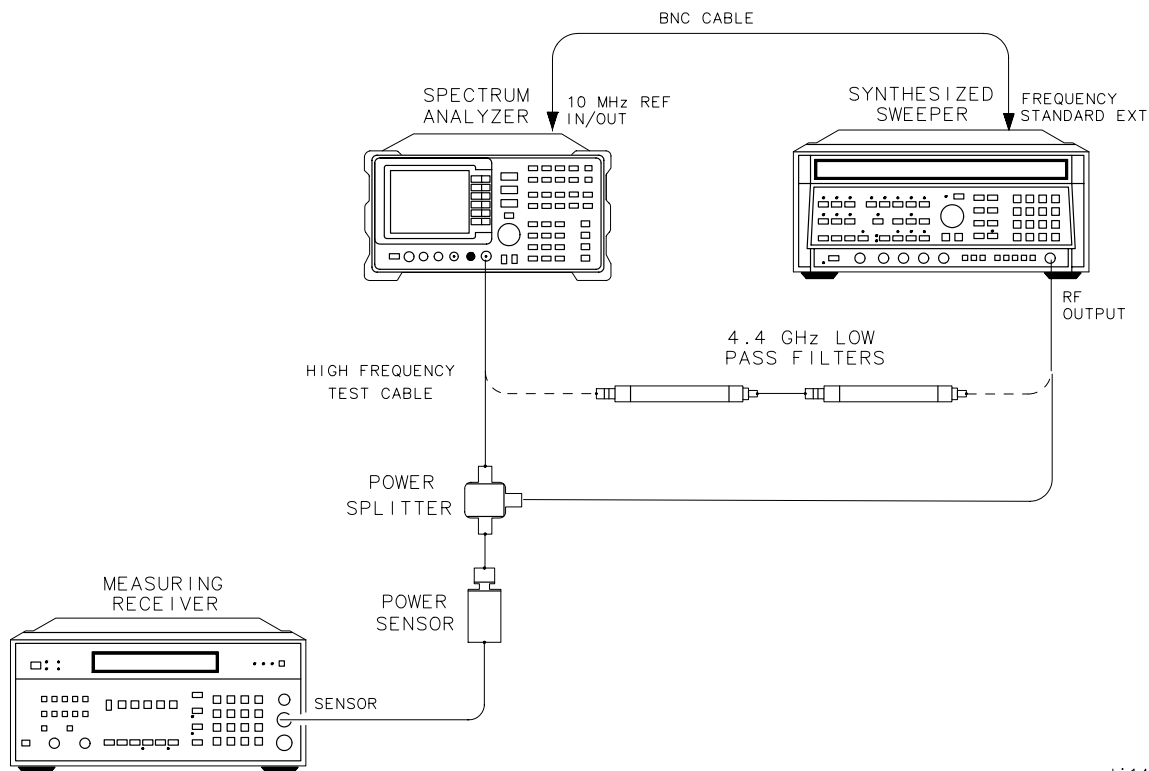 BNC CABLE
SPECTRUM
ANALYZER
10 MHz REF
IN/OUT
SYNTHESIZED
SWEEPER
FREQUENCY
STANDARD EXT
RF
OUTPUT
4.4 GHz LOW
PASS FILTERS
HIGH FREQUENCY
TEST CABLE
POWER
SPLITTER
MEASURING
RECEIVER
POWER
SENSOR
SENSOR